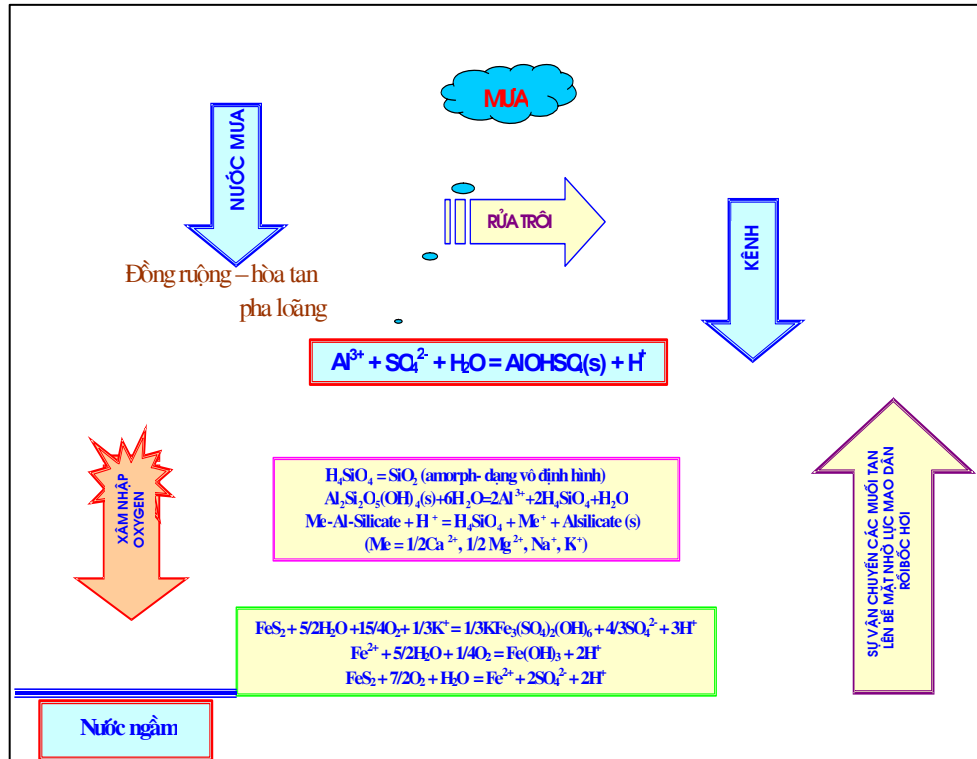 MƯA
NƯỚC MƯA
RỬA TRÔI
KÊNH
Đồng ruộng – hòa tan
pha loãng
Al³⁺ + SO₄²⁻ + H₂O = AlOHSO₄(s) + H⁺
XÂM NHẬP
OXYGEN
H₄SiO₄ = SiO₂ (amorph- dạng vô định hình)
Al₂Si₂O₅(OH)₄(s)+6H₂O=2Al³⁺+2H₄SiO₄+H₂O
Me-Al-Silicate + H⁺ = H₄SiO₄ + Me⁺ + Alsilicate (s)
(Me = 1/2Ca²⁺, 1/2 Mg²⁺, Na⁺, K⁺)
SỰ VẬN CHUYỂN CÁC MUỐI TAN
LÊN BỀ MẶT NHỜ LỰC MAO DẪN
RỒI BỐC HƠI
FeS₂ + 5/2H₂O +15/4O₂+ 1/3K⁺= 1/3KFe₃(SO₄)₂(OH)₆ + 4/3SO₄²⁻ + 3H⁺
Fe²⁺ + 5/2H₂O + 1/4O₂ = Fe(OH)₃ + 2H⁺
FeS₂ + 7/2O₂ + H₂O = Fe²⁺ + 2SO₄²⁻ + 2H⁺
Nước ngầm